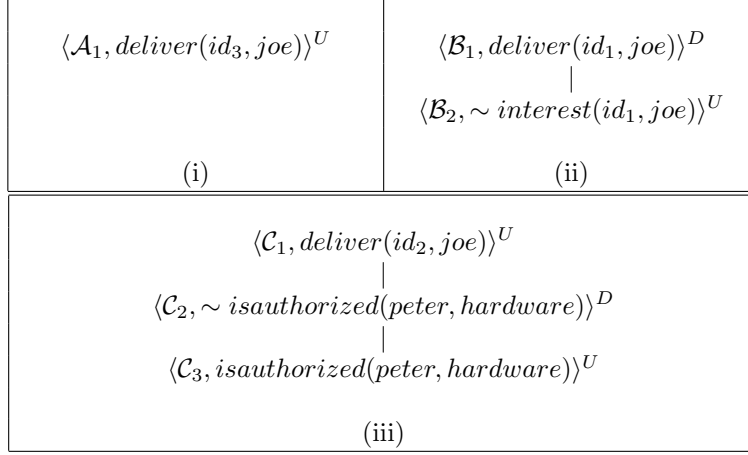 ⟨𝒜₁, deliver(id₃, joe)⟩ᵁ
(i)
⟨ℬ₁, deliver(id₁, joe)⟩ᴰ
⟨ℬ₂, ∼ interest(id₁, joe)⟩ᵁ
(ii)
⟨𝒞₁, deliver(id₂, joe)⟩ᵁ
⟨𝒞₂, ∼ isauthorized(peter, hardware)⟩ᴰ
⟨𝒞₃, isauthorized(peter, hardware)⟩ᵁ
(iii)